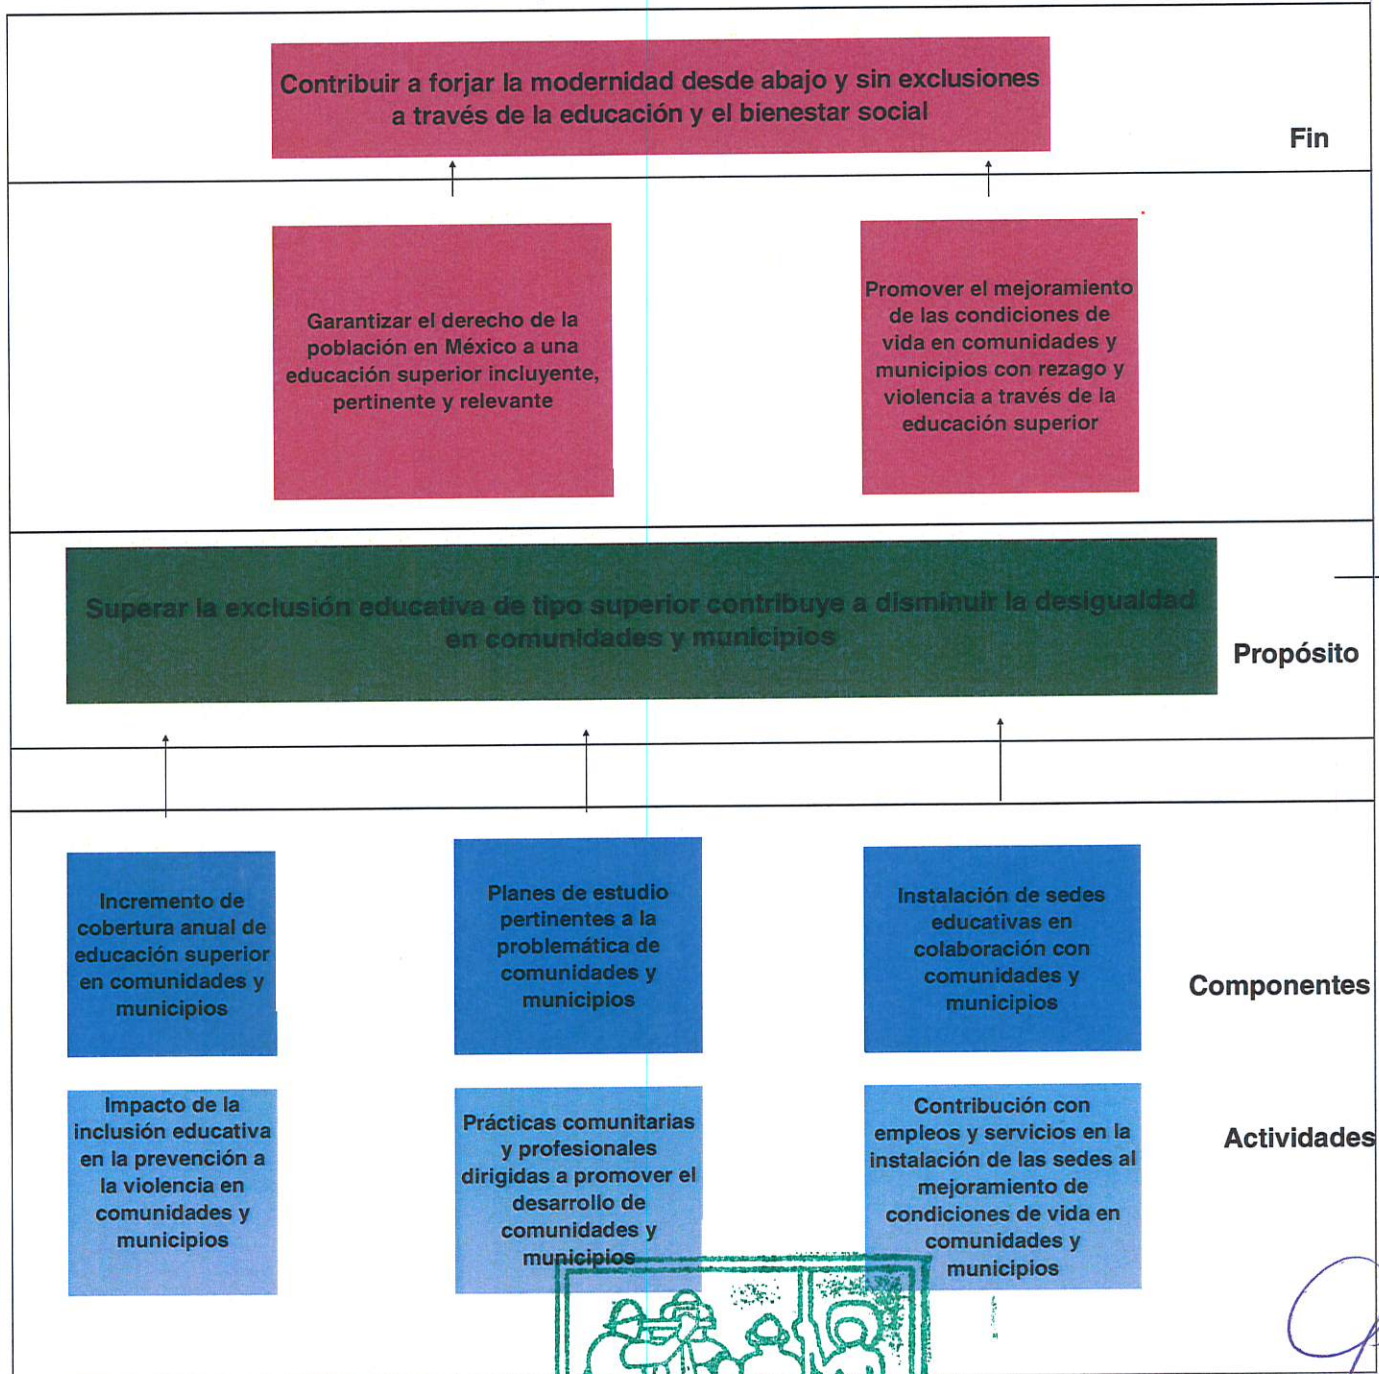 Contribuir a forjar la modernidad desde abajo y sin exclusiones
a través de la educación y el bienestar social
Fin
Garantizar el derecho de la
población en México a una
educación superior incluyente,
pertinente y relevante
Promover el mejoramiento
de las condiciones de
vida en comunidades y
municipios con rezago y
violencia a través de la
educación superior
Superar la exclusión educativa de tipo superior contribuye a disminuir la desigualdad
en comunidades y municipios
Propósito
Incremento de
cobertura anual de
educación superior
en comunidades y
municipios
Planes de estudio
pertinentes a la
problemática de
comunidades y
municipios
Instalación de sedes
educativas en
colaboración con
comunidades y
municipios
Componentes
Impacto de la
inclusión educativa
en la prevención a
la violencia en
comunidades y
municipios
Prácticas comunitarias
y profesionales
dirigidas a promover el
desarrollo de
comunidades y
municipios
Contribución con
empleos y servicios en la
instalación de las sedes al
mejoramiento de
condiciones de vida en
comunidades y
municipios
Actividades